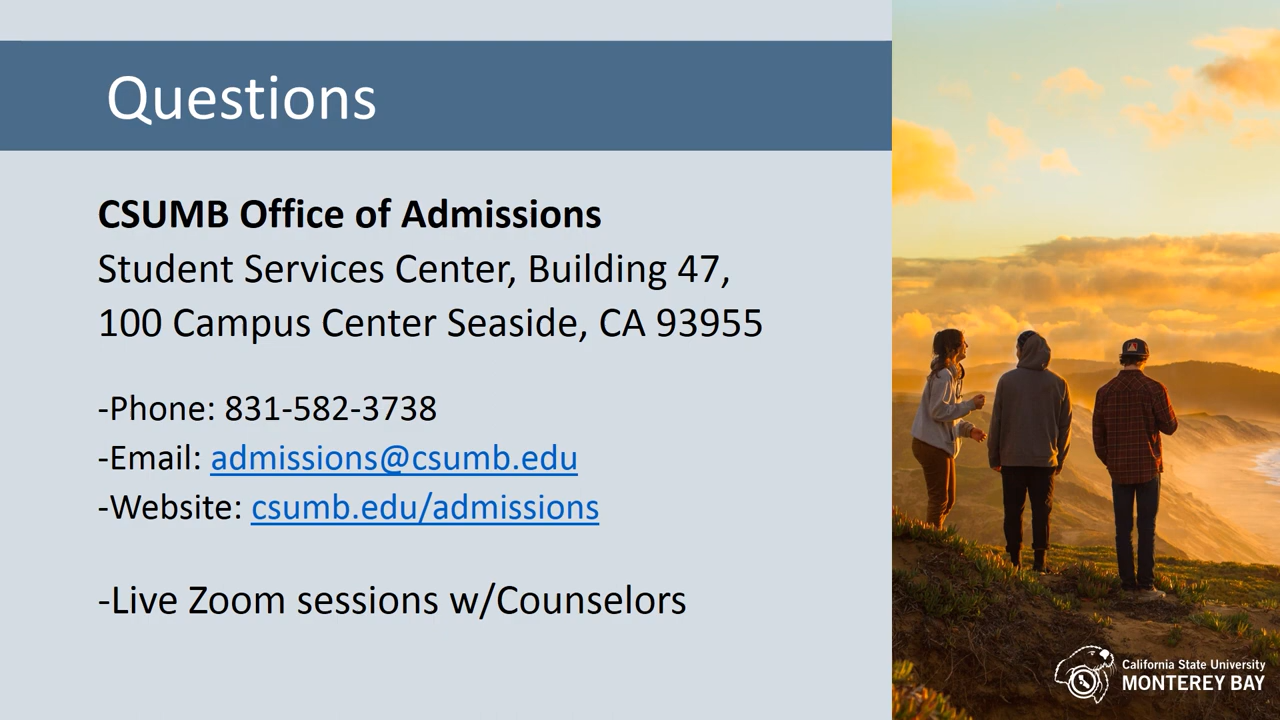 Questions
CSUMB Office of Admissions
Student Services Center, Building 47,
100 Campus Center Seaside, CA 93955
-Phone: 831-582-3738
-Email: admissions@csumb.edu
-Website: csumb.edu/admissions
-Live Zoom sessions w/Counselors
California State University
MONTEREY BAY